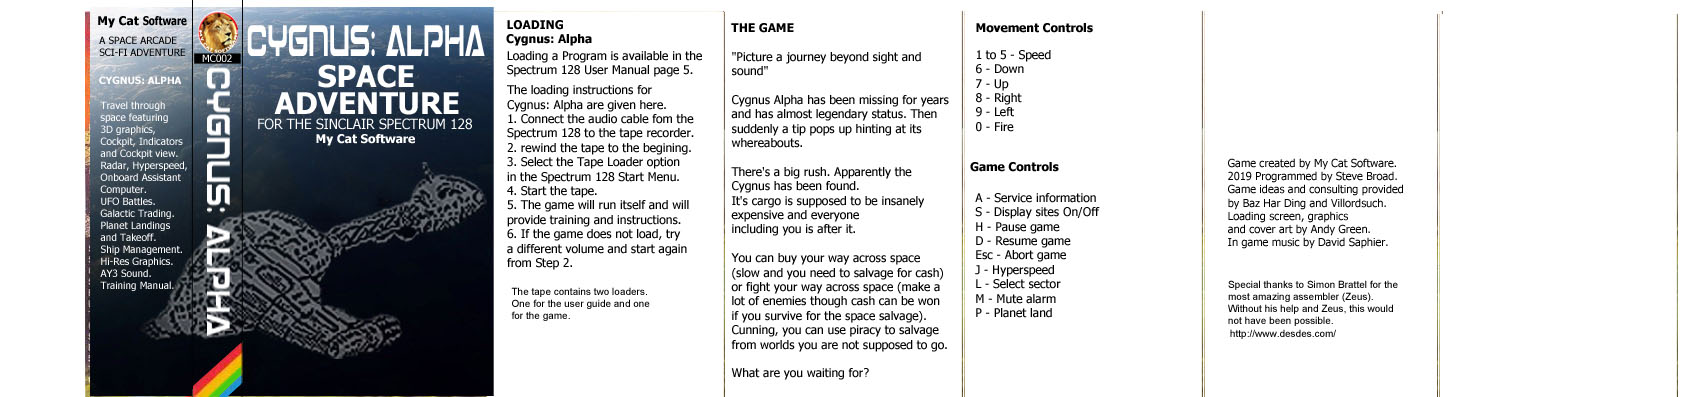 My Cat Software
A SPACE ARCADE
SCI-FI ADVENTURE
CYGNUS: ALPHA
Travel through
space featuring
3D graphics,
Cockpit, Indicators
and Cockpit view.
Radar, Hyperspeed,
Onboard Assistant
Computer.
UFO Battles.
Galactic Trading.
Planet Landings
and Takeoff.
Ship Management.
Hi-Res Graphics.
AY3 Sound.
Training Manual.
MC002
CYGNUS: ALPHA
CYGNUS: ALPHA
SPACE
ADVENTURE
FOR THE SINCLAIR SPECTRUM 128
My Cat Software
LOADING
Cygnus: Alpha
Loading a Program is available in the
Spectrum 128 User Manual page 5.
The loading instructions for
Cygnus: Alpha are given here.
1. Connect the audio cable fom the
Spectrum 128 to the tape recorder.
2. rewind the tape to the begining.
3. Select the Tape Loader option
in the Spectrum 128 Start Menu.
4. Start the tape.
5. The game will run itself and will
provide training and instructions.
6. If the game does not load, try
a different volume and start again
from Step 2.
The tape contains two loaders.
One for the user guide and one
for the game.
THE GAME
"Picture a journey beyond sight and
sound"
Cygnus Alpha has been missing for years
and has almost legendary status. Then
suddenly a tip pops up hinting at its
whereabouts.
There's a big rush. Apparently the
Cygnus has been found.
It's cargo is supposed to be insanely
expensive and everyone
including you is after it.
You can buy your way across space
(slow and you need to salvage for cash)
or fight your way across space (make a
lot of enemies though cash can be won
if you survive for the space salvage).
Cunning, you can use piracy to salvage
from worlds you are not supposed to go.
What are you waiting for?
Movement Controls
1 to 5 - Speed
6 - Down
7 - Up
8 - Right
9 - Left
0 - Fire
Game Controls
A - Service information
S - Display sites On/Off
H - Pause game
D - Resume game
Esc - Abort game
J - Hyperspeed
L - Select sector
M - Mute alarm
P - Planet land
Game created by My Cat Software.
2019 Programmed by Steve Broad.
Game ideas and consulting provided
by Baz Har Ding and Villordsuch.
Loading screen, graphics
and cover art by Andy Green.
In game music by David Saphier.
Special thanks to Simon Brattel for the
most amazing assembler (Zeus).
Without his help and Zeus, this would
not have been possible.
http://www.desdes.com/